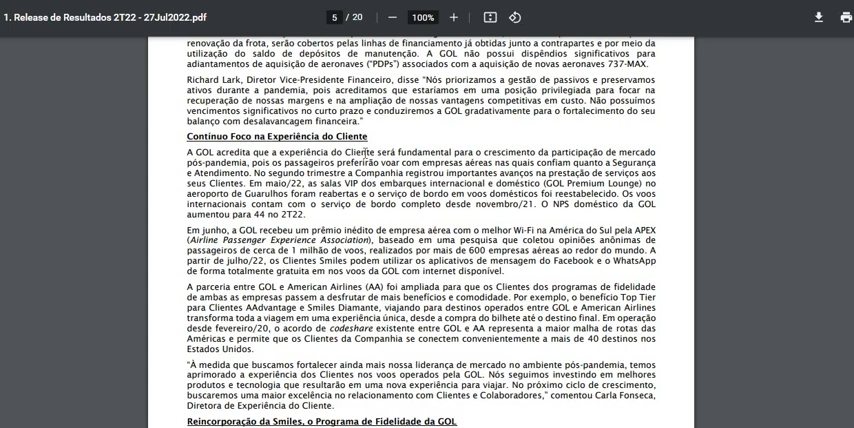 1. Release de Resultados 2T22 - 27Jul2022.pdf
5 / 20
100%
renovação da frota, serão cobertos pelas linhas de financiamento já obtidas junto a contrapartes e por meio da
utilização do saldo de depósitos de manutenção. A GOL não possui dispêndios significativos para
adiantamentos de aquisição de aeronaves ("PDPs") associados com a aquisição de novas aeronaves 737-MAX.
Richard Lark, Diretor Vice-Presidente Financeiro, disse "Nós priorizamos a gestão de passivos e preservamos
ativos durante a pandemia, pois acreditamos que estaríamos em uma posição privilegiada para focar na
recuperação de nossas margens e na ampliação de nossas vantagens competitivas em custo. Não possuímos
vencimentos significativos no curto prazo e conduziremos a GOL gradativamente para o fortalecimento do seu
balanço com desalavancagem financeira."
Contínuo Foco na Experiência do Cliente
A GOL acredita que a experiência do Cliente será fundamental para o crescimento da participação de mercado
pós-pandemia, pois os passageiros preferirão voar com empresas aéreas nas quais confiam quanto a Segurança
e Atendimento. No segundo trimestre a Companhia registrou importantes avanços na prestação de serviços aos
seus Clientes. Em maio/22, as salas VIP dos embarques internacional e doméstico (GOL Premium Lounge) no
aeroporto de Guarulhos foram reabertas e o serviço de bordo em voos domésticos foi reestabelecido. Os voos
internacionais contam com o serviço de bordo completo desde novembro/21. O NPS doméstico da GOL
aumentou para 44 no 2T22.
Em junho, a GOL recebeu um prêmio inédito de empresa aérea com o melhor Wi-Fi na América do Sul pela APEX
(Airline Passenger Experience Association), baseado em uma pesquisa que coletou opiniões anônimas de
passageiros de cerca de 1 milhão de voos, realizados por mais de 600 empresas aéreas ao redor do mundo. A
partir de julho/22, os Clientes Smiles podem utilizar os aplicativos de mensagem do Facebook e o WhatsApp
de forma totalmente gratuita em nos voos da GOL com internet disponível.
A parceria entre GOL e American Airlines (AA) foi ampliada para que os Clientes dos programas de fidelidade
de ambas as empresas passem a desfrutar de mais benefícios e comodidade. Por exemplo, o benefício Top Tier
para Clientes AAdvantage e Smiles Diamante, viajando para destinos operados entre GOL e American Airlines
transforma toda a viagem em uma experiência única, desde a compra do bilhete até o destino final. Em operação
desde fevereiro/20, o acordo de codeshare existente entre GOL e AA representa a maior malha de rotas das
Américas e permite que os Clientes da Companhia se conectem convenientemente a mais de 40 destinos nos
Estados Unidos.
"À medida que buscamos fortalecer ainda mais nossa liderança de mercado no ambiente pós-pandemia, temos
aprimorado a experiência dos Clientes nos voos operados pela GOL. Nós seguimos investindo em melhores
produtos e tecnologia que resultarão em uma nova experiência para viajar. No próximo ciclo de crescimento,
buscaremos uma maior excelência no relacionamento com Clientes e Colaboradores," comentou Carla Fonseca,
Diretora de Experiência do Cliente.
Reincorporação da Smiles, o Programa de Fidelidade da GOL